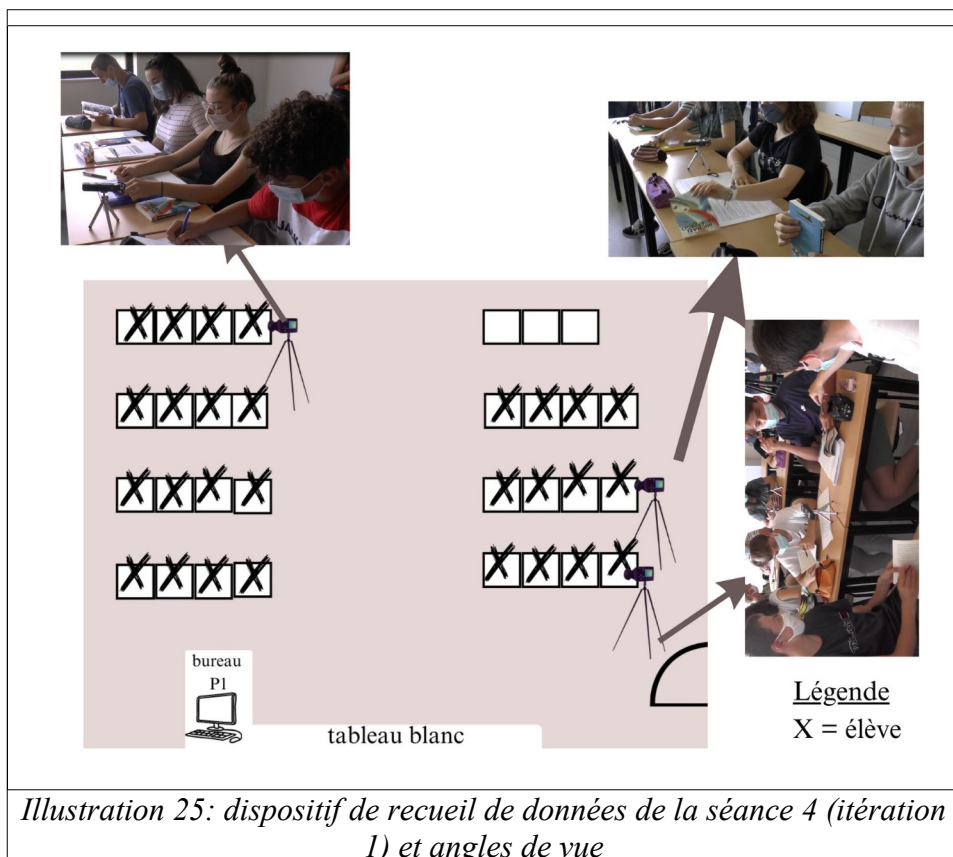 bureau
P1
tableau blanc
Légende
X = élève
Illustration 25: dispositif de recueil de données de la séance 4 (itération
1) et angles de vue